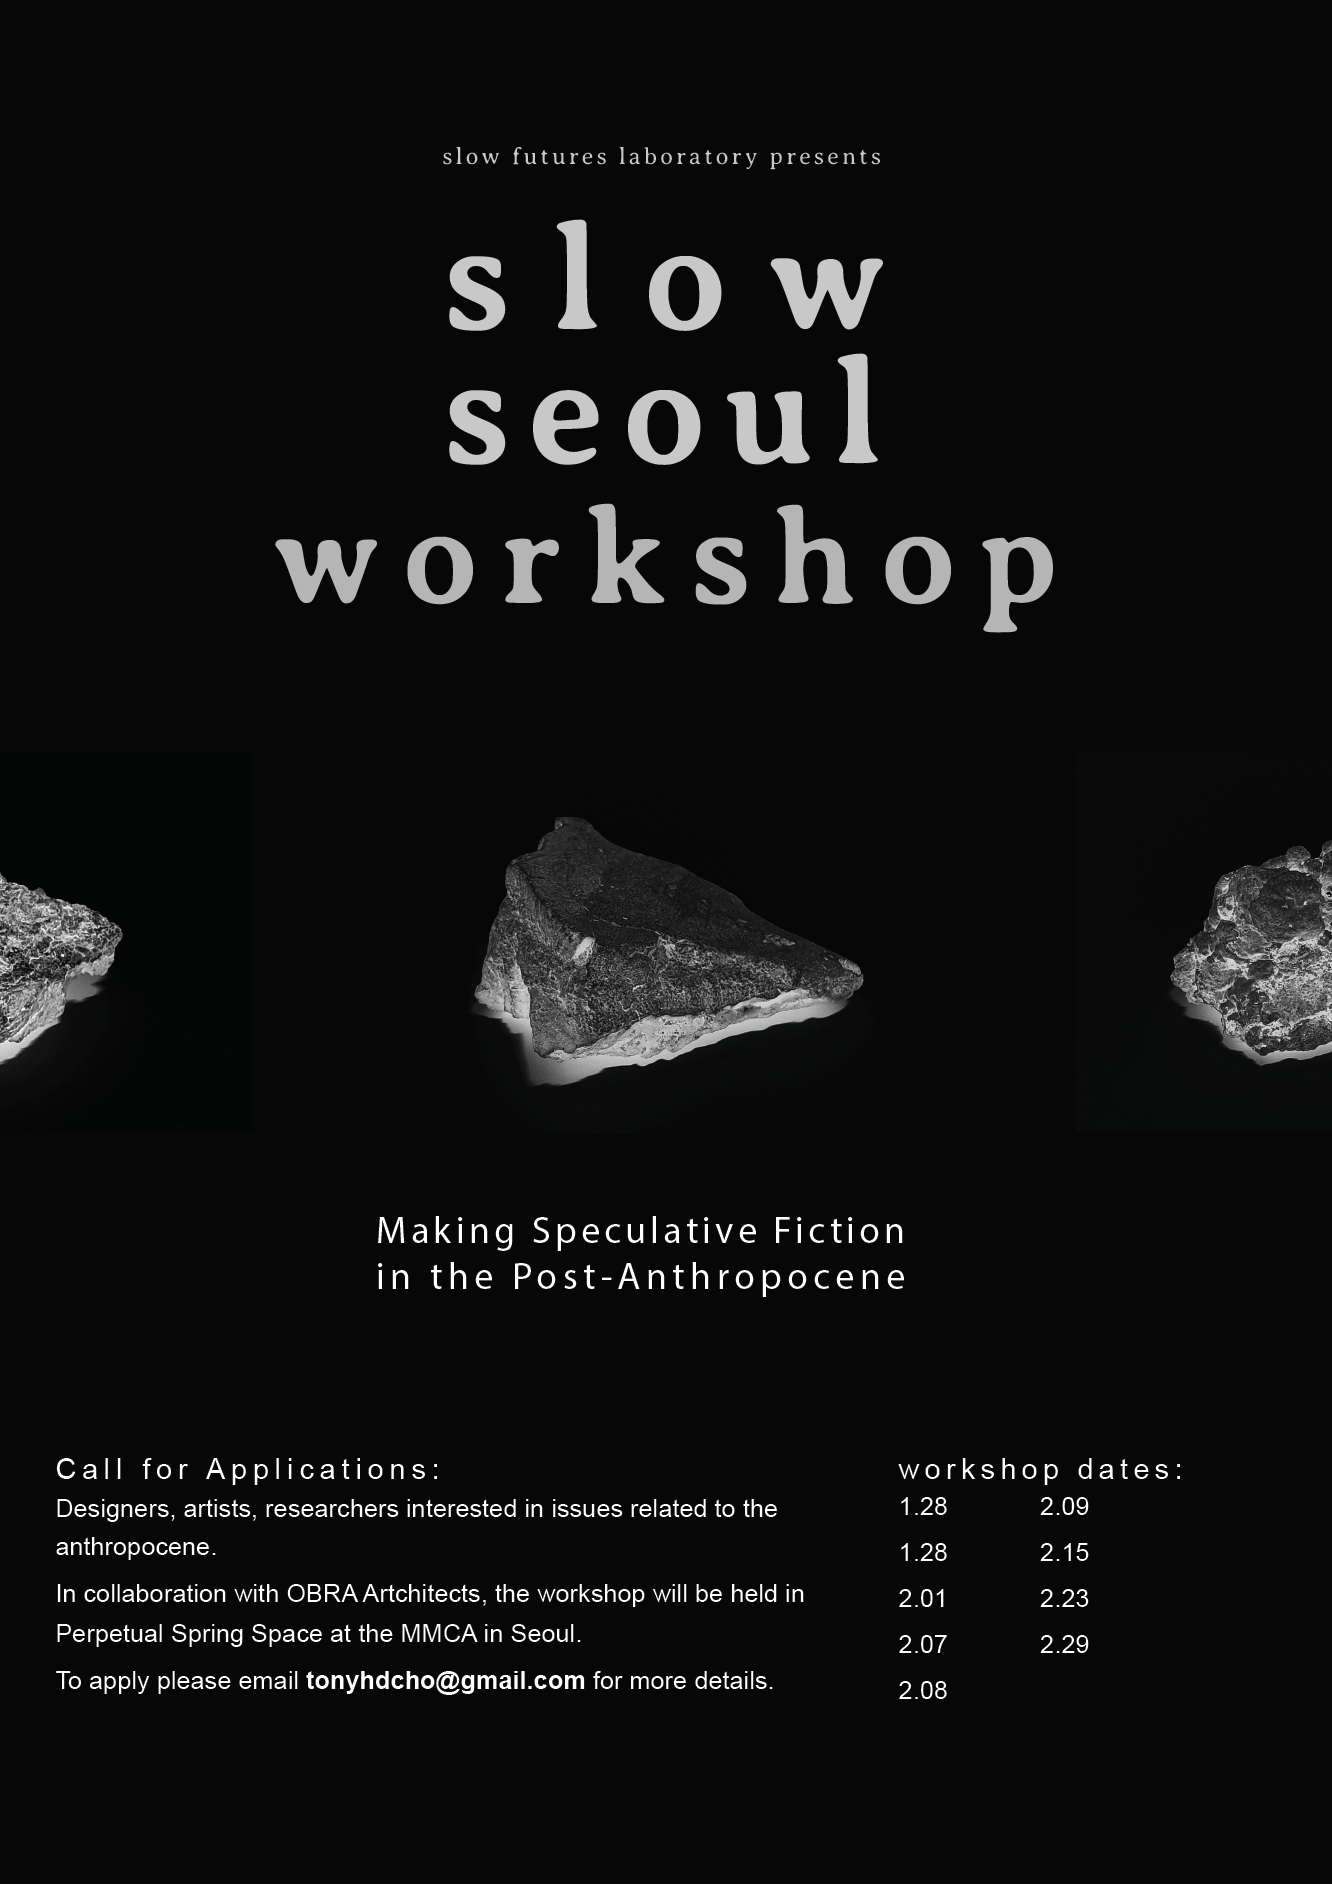 slow futures laboratory presents
slow
seoul
workshop
Making Speculative Fiction
in the Post-Anthropocene
Call for Applications:
Designers, artists, researchers interested in issues related to the
anthropocene.
In collaboration with OBRA Artchitects, the workshop will be held in
Perpetual Spring Space at the MMCA in Seoul.
To apply please email tonyhdcho@gmail.com for more details.
workshop dates:
1.28 2.09
1.28 2.15
2.01 2.23
2.07 2.29
2.08